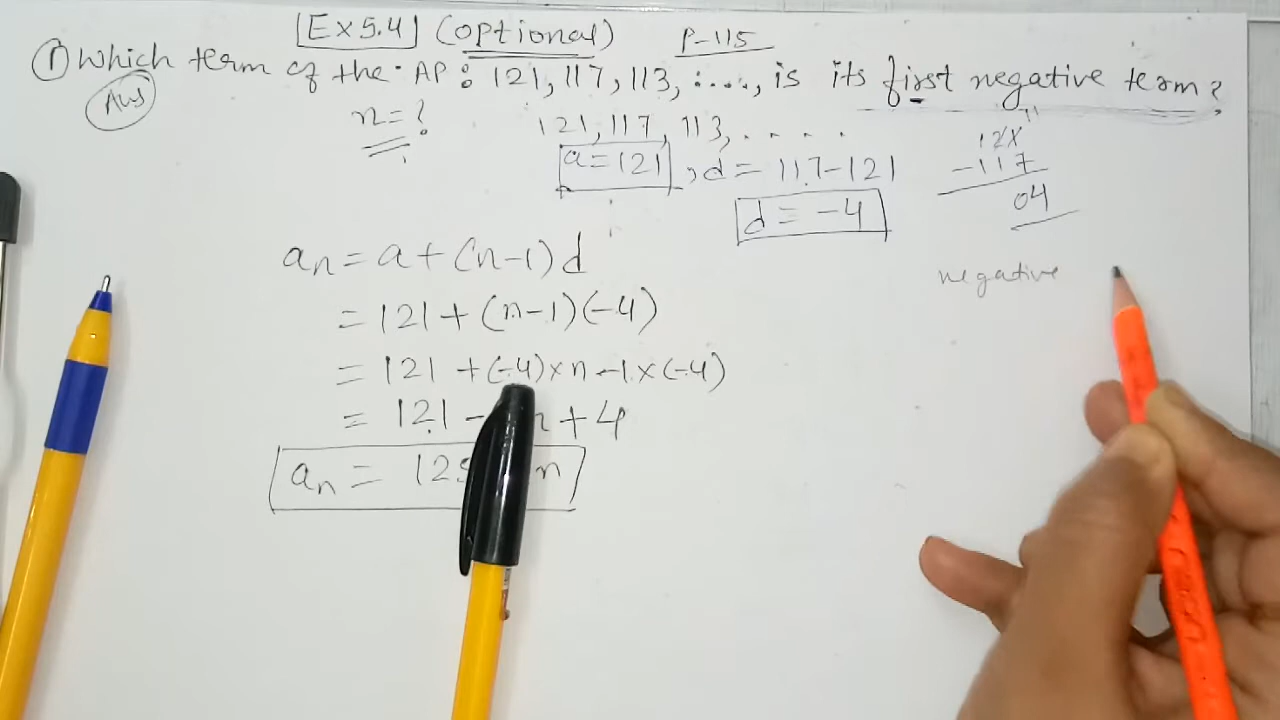 [Ex 5.4] (optional) P-115
① Which term of the AP: 121, 117, 113, ....., is its first negative term?
Ans
n = ?
121, 117, 113, ....
a = 121, d = 117 - 121
d = -4
12X 11
- 117
04
aₙ = a + (n-1) d
= 121 + (n-1)(-4)
= 121 + (-4) × n - 1 × (-4)
= 121 - n + 4
aₙ = 12 n
negative